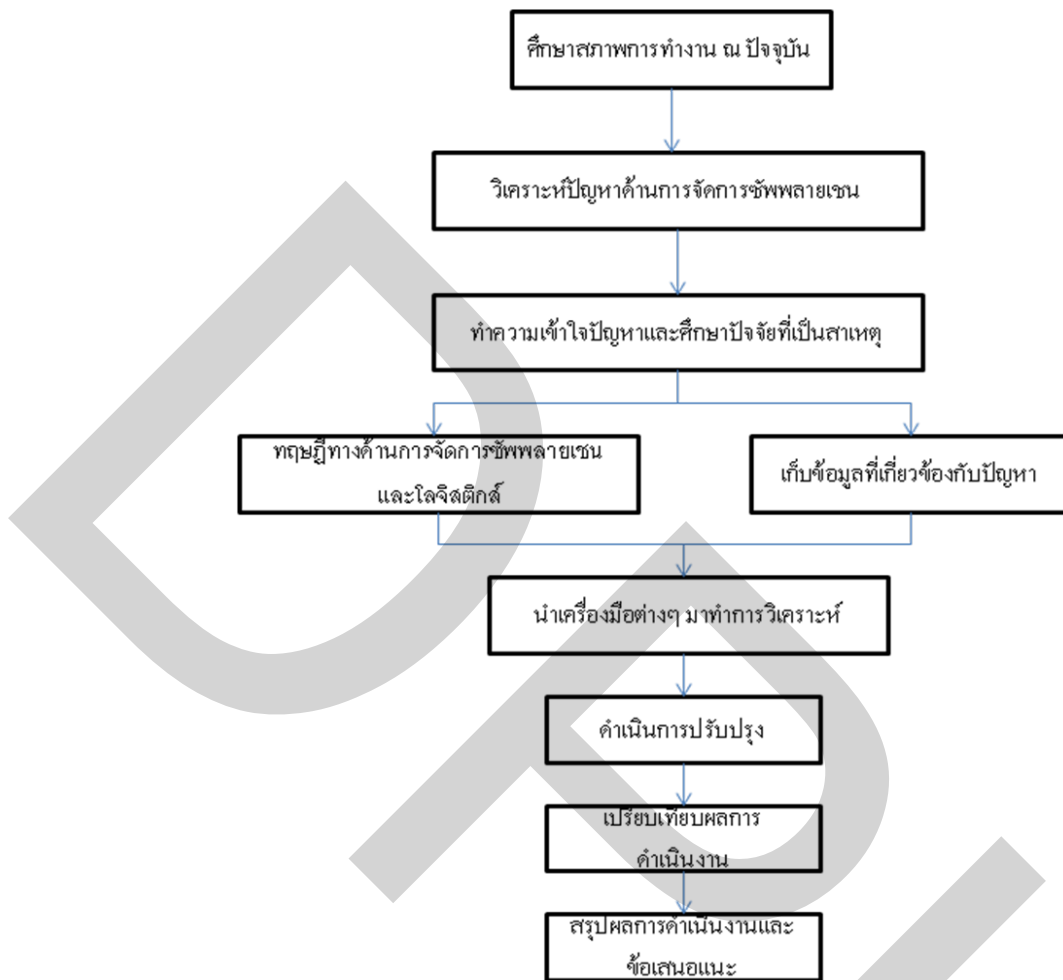 ศึกษาสภาพการทำงาน ณ ปัจจุบัน
วิเคราะห์ปัญหาด้านการจัดการซัพพลายเชน
ทำความเข้าใจปัญหาและศึกษาปัจจัยที่เป็นสาเหตุ
ทฤษฎีทางด้านการจัดการซัพพลายเชน
และโลจิสติกส์
เก็บข้อมูลที่เกี่ยวข้องกับปัญหา
นำเครื่องมือต่างๆ มาทำการวิเคราะห์
ดำเนินการปรับปรุง
เปรียบเทียบผลการ
ดำเนินงาน
สรุปผลการดำเนินงานและ
ข้อเสนอแนะ